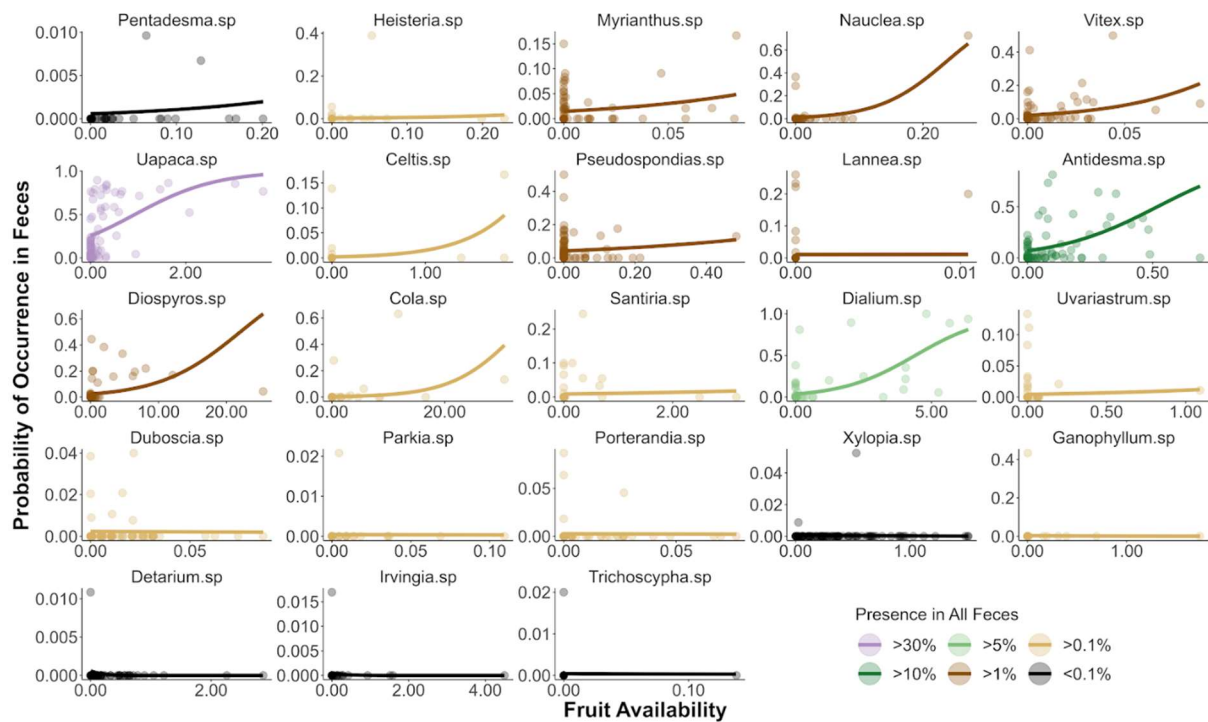 Probability of Occurrence in Feces
Pentadesma.sp
0.010
0.005
0.000
0.00 0.10 0.20
Heisteria.sp
0.4
0.2
0.0
0.00 0.10 0.20
Myrianthus.sp
0.15
0.10
0.05
0.00
0.00 0.05
Nauclea.sp
0.6
0.4
0.2
0.0
0.00 0.20
Vitex.sp
0.6
0.4
0.2
0.0
0.00 0.05
Uapaca.sp
1.0
0.5
0.0
0.00 2.00
Celtis.sp
0.15
0.10
0.05
0.00
0.00 1.00
Pseudospondias.sp
0.4
0.2
0.0
0.00 0.20 0.40
Lannea.sp
0.2
0.1
0.0
0.00 0.01
Antidesma.sp
0.5
0.0
0.00 0.50
Diospyros.sp
0.6
0.4
0.2
0.0
0.00 10.00 20.00
Cola.sp
0.6
0.4
0.2
0.0
0.00 20.00
Santiria.sp
0.2
0.1
0.0
0.00 2.00
Dialium.sp
1.0
0.5
0.0
0.00 5.00
Uvariastrum.sp
0.10
0.05
0.00
0.00 0.50 1.00
Duboscia.sp
0.04
0.02
0.00
0.00 0.05
Parkia.sp
0.02
0.01
0.00
0.00 0.05 0.10
Porterandia.sp
0.05
0.00
0.00 0.05
Xylopia.sp
0.04
0.02
0.00
0.00 1.00
Ganophyllum.sp
0.4
0.2
0.0
0.00 1.00
Detarium.sp
0.010
0.005
0.000
0.00 2.00
Irvingia.sp
0.015
0.010
0.005
0.000
0.00 2.00 4.00
Trichoscypha.sp
0.02
0.01
0.00
0.00 0.10
Fruit Availability
Presence in All Feces
>30% >5% >0.1%
>10% >1% <0.1%